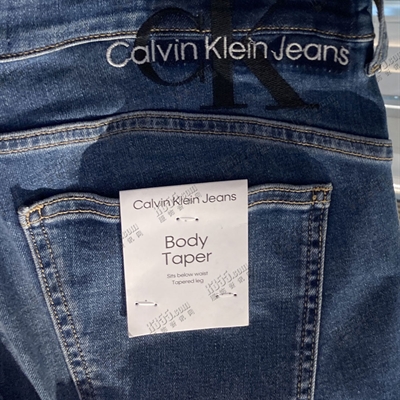 CK
Calvin Klein Jeans
Calvin Klein Jeans
Body
Taper
Sits below waist
Tapered leg